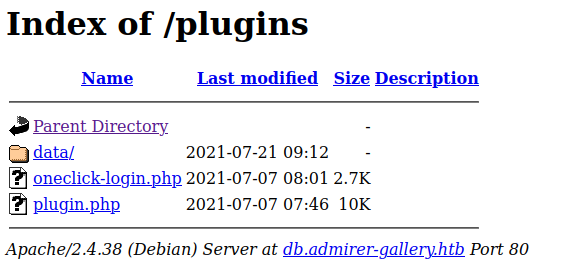 Index of /plugins
Name Last modified Size Description
Parent Directory -
data/ 2021-07-21 09:12 -
oneclick-login.php 2021-07-07 08:01 2.7K
plugin.php 2021-07-07 07:46 10K
Apache/2.4.38 (Debian) Server at db.admirer-gallery.htb Port 80